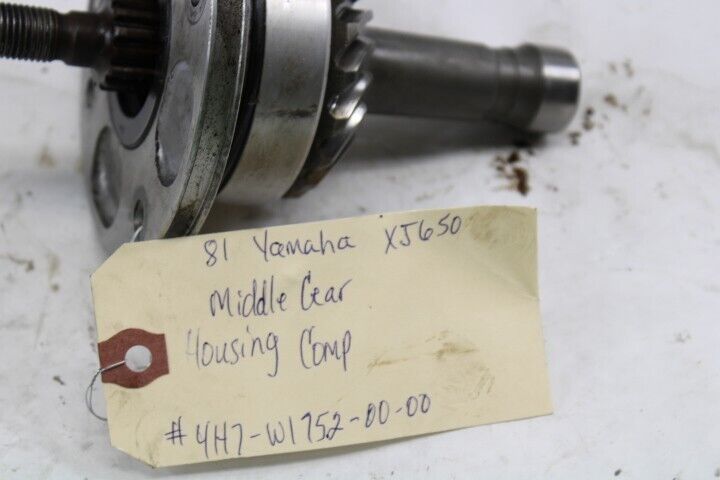 81 Yamaha XJ650
Middle Gear
Housing Comp
#4H7-W1752-00-00